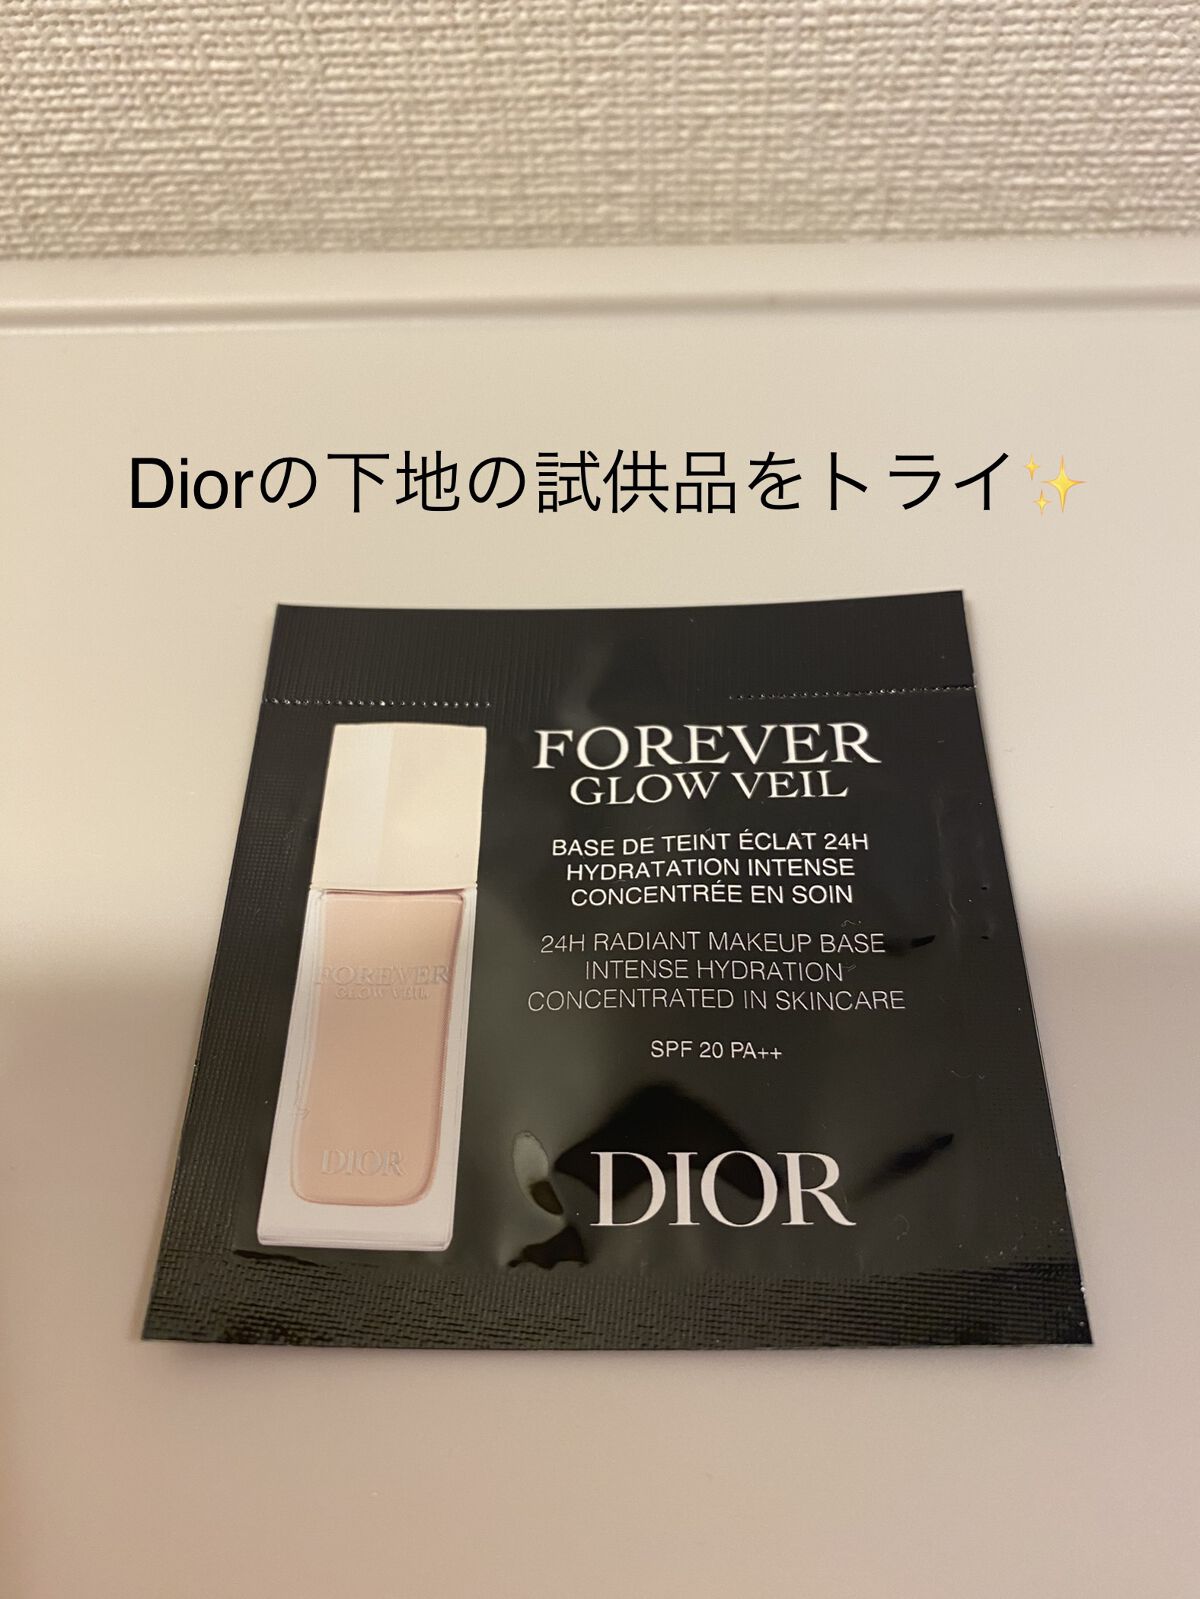 Diorの下地の試供品をトライ✨
FOREVER
GLOW VEIL
BASE DE TEINT ÉCLAT 24H
HYDRATATION INTENSE
CONCENTRÉE EN SOIN
24H RADIANT MAKEUP BASE
INTENSE HYDRATION
CONCENTRATED IN SKINCARE
SPF 20 PA++
DIOR
FOREVER
GLOW VEIL
DIOR